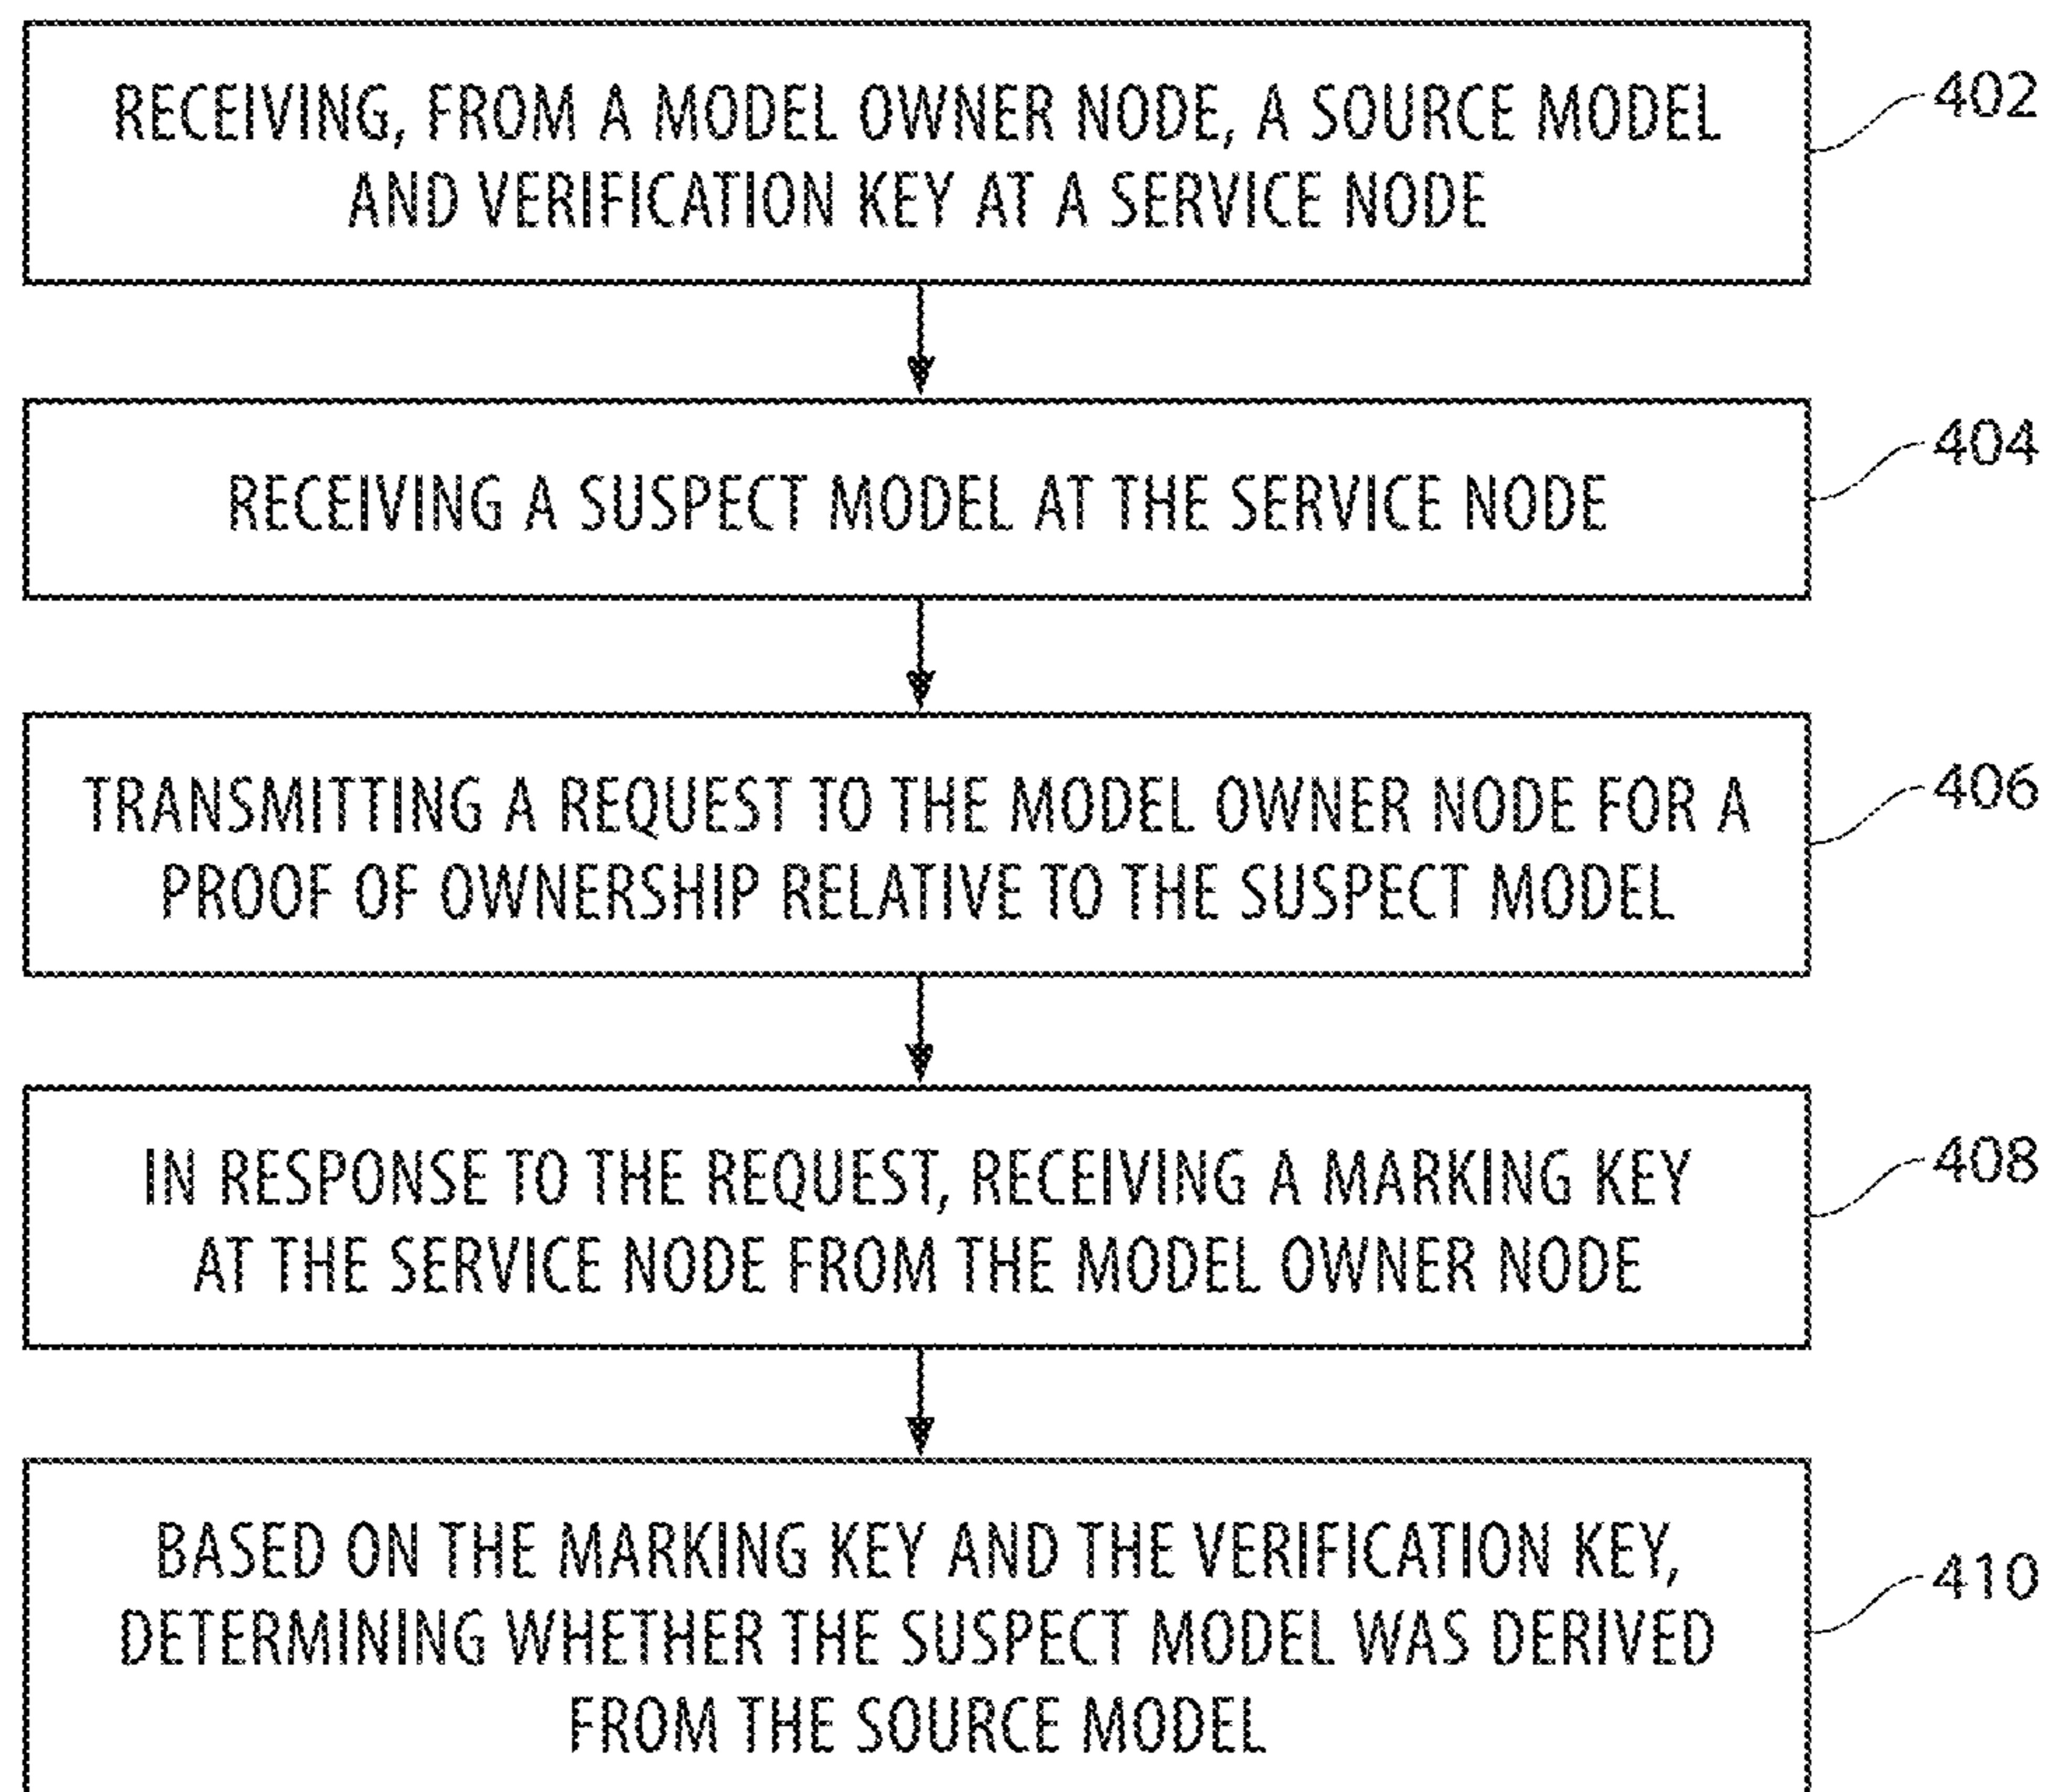 RECEIVING, FROM A MODEL OWNER NODE, A SOURCE MODEL
AND VERIFICATION KEY AT A SERVICE NODE
402
RECEIVING A SUSPECT MODEL AT THE SERVICE NODE
404
TRANSMITTING A REQUEST TO THE MODEL OWNER NODE FOR A
PROOF OF OWNERSHIP RELATIVE TO THE SUSPECT MODEL
406
IN RESPONSE TO THE REQUEST, RECEIVING A MARKING KEY
AT THE SERVICE NODE FROM THE MODEL OWNER NODE
408
BASED ON THE MARKING KEY AND THE VERIFICATION KEY,
DETERMINING WHETHER THE SUSPECT MODEL WAS DERIVED
FROM THE SOURCE MODEL
410